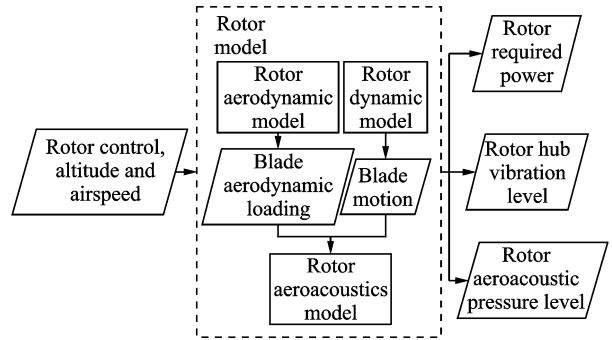 Rotor control,
altitude and
airspeed
Rotor
model
Rotor
aerodynamic
model
Rotor
dynamic
model
Blade
aerodynamic
loading
Blade
motion
Rotor
aeroacoustics
model
Rotor
required
power
Rotor hub
vibration
level
Rotor
aeroacoustic
pressure level